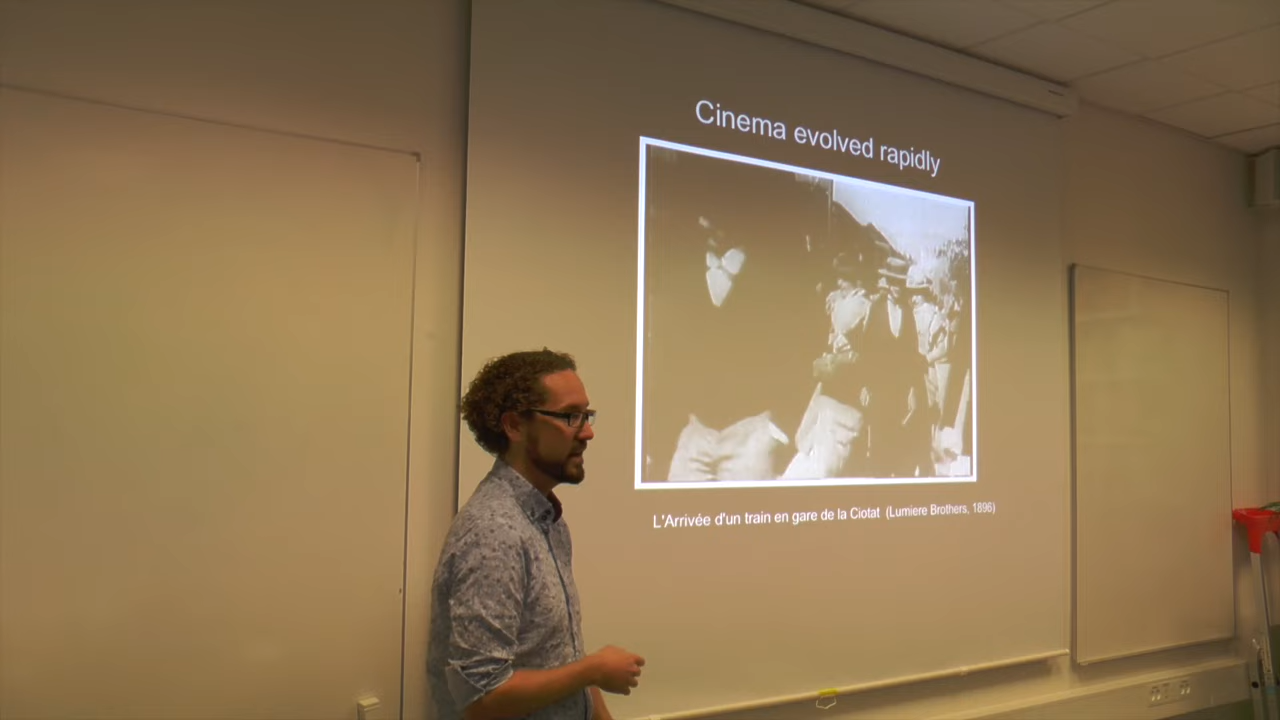 Cinema evolved rapidly
L'Arrivée d'un train en gare de la Ciotat (Lumiere Brothers, 1896)